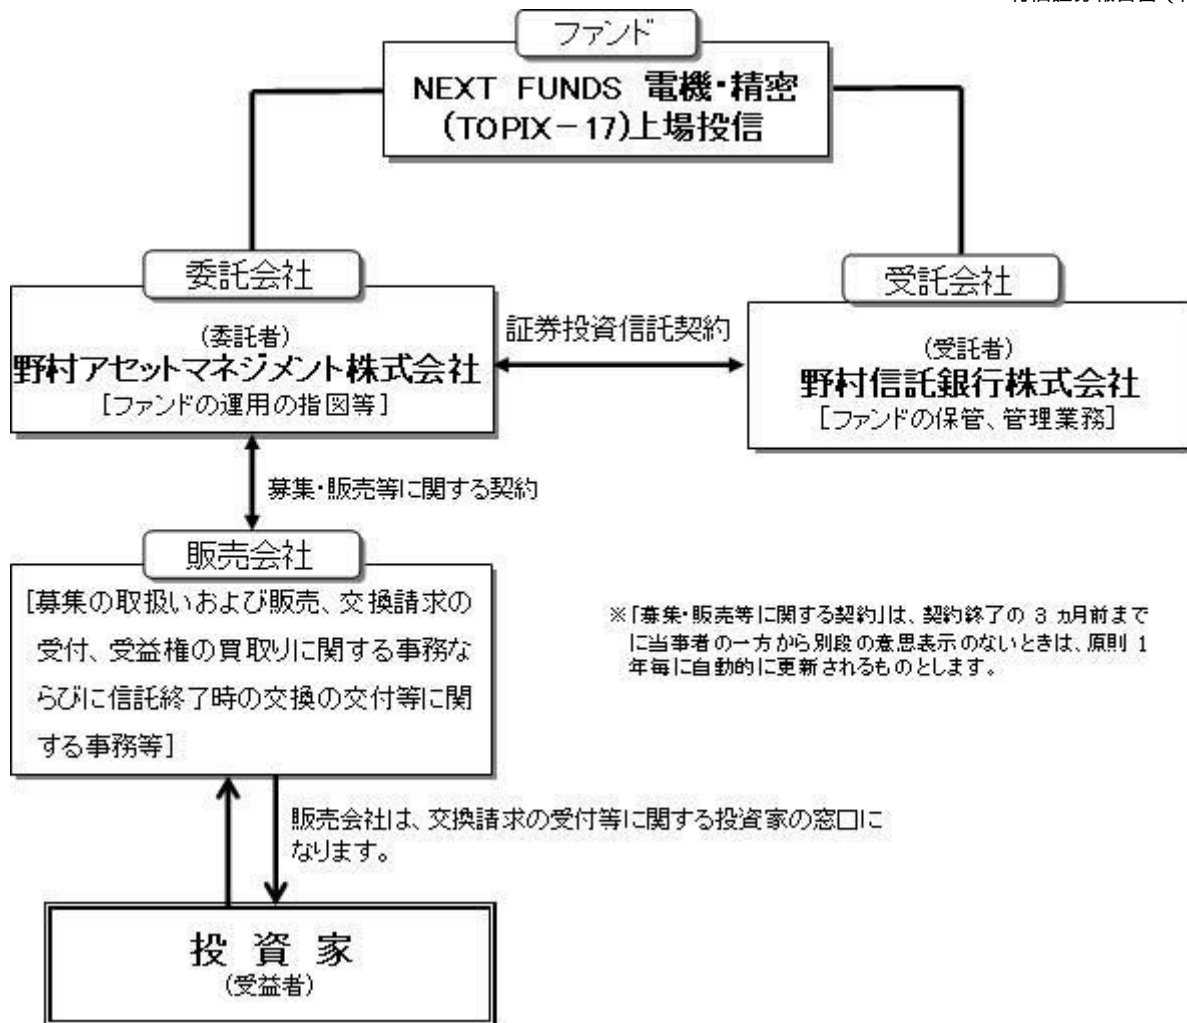 ファンド
NEXT FUNDS 電機・精密
(TOPIX－17)上場投信
委託会社
(委託者)
野村アセットマネジメント株式会社
[ファンドの運用の指図等]
証券投資信託契約
受託会社
(受託者)
野村信託銀行株式会社
[ファンドの保管、管理業務]
募集・販売等に関する契約
販売会社
[募集の取扱いおよび販売、交換請求の
受付、受益権の買取りに関する事務な
らびに信託終了時の交換の交付等に関
する事務等]
※「募集・販売等に関する契約」は、契約終了の 3 カ月前まで
に当事者の一方から別段の意思表示のないときは、原則 1
年毎に自動的に更新されるものとします。
販売会社は、交換請求の受付等に関する投資家の窓口に
なります。
投 資 家
(受益者)